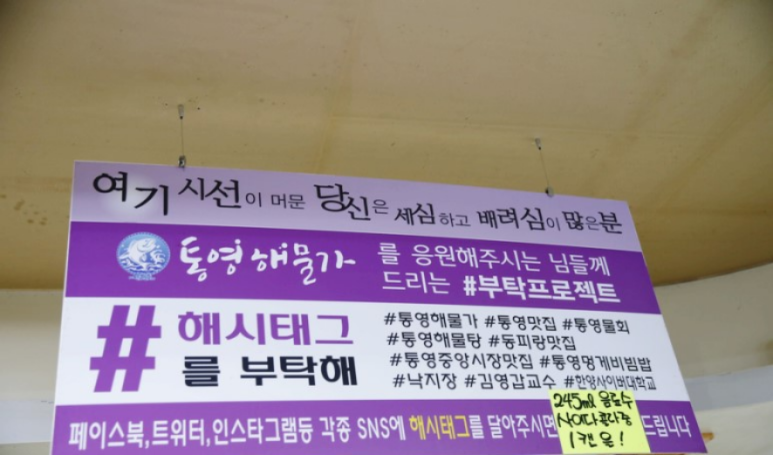 여기 시선이 머문 당신은 세심하고 배려심이 많은분
통영해물가 를 응원해주시는 님들께
드리는 #부탁프로젝트
# 해시태그
를 부탁해
#통영해물가 #통영맛집 #통영물회
#통영해물탕 #동피랑맛집
#통영중앙시장맛집 #통영멍게비빔밥
#낙지장 #김영갑교수 #한양사이버대학교
페이스북,트위터,인스타그램등 각종 SNS에 해시태그를 달아주시면 드립니다
245ml 음료수
사이다콜라중
1캔을!